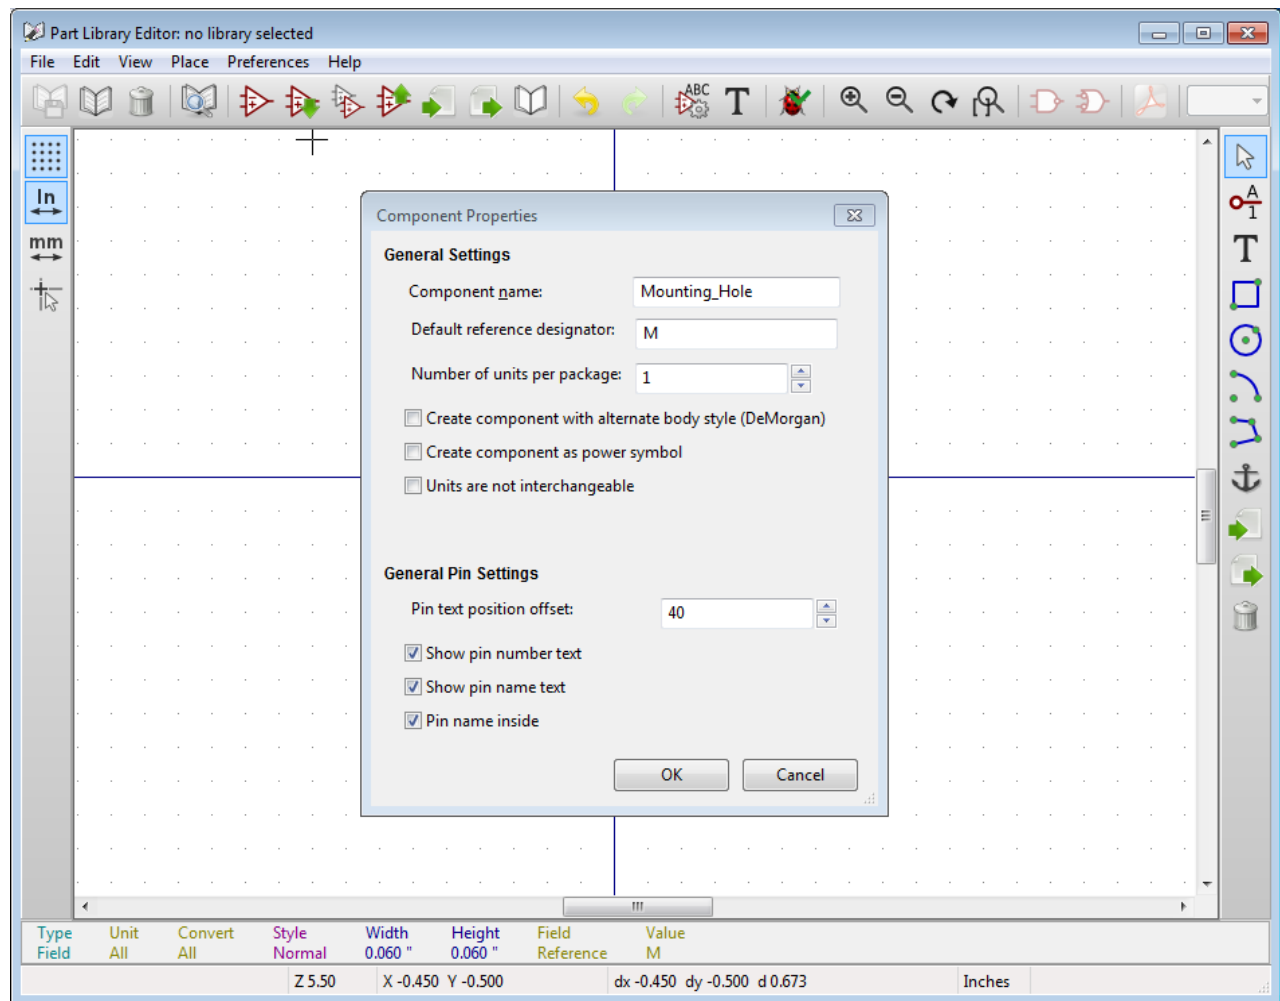 Part Library Editor: no library selected
File Edit View Place Preferences Help
ABC
T
In
mm
A
1
T
Component Properties
General Settings
Component name: Mounting_Hole
Default reference designator: M
Number of units per package: 1
Create component with alternate body style (DeMorgan)
Create component as power symbol
Units are not interchangeable
General Pin Settings
Pin text position offset: 40
Show pin number text
Show pin name text
Pin name inside
OK Cancel
Type Unit Convert Style Width Height Field Value
Field All All Normal 0.060 " 0.060 " Reference M
Z 5.50 X -0.450 Y -0.500 dx -0.450 dy -0.500 d 0.673 Inches